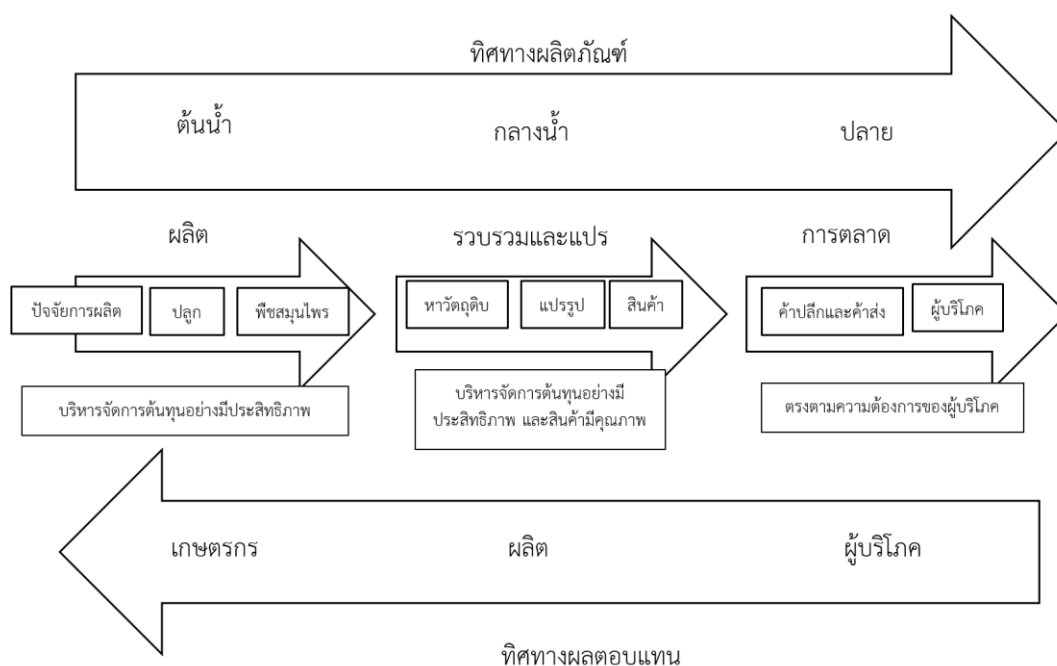 ทิศทางผลิตภัณฑ์
ต้นน้ำ
กลางน้ำ
ปลาย
ผลิต
รวบรวมและแปร
การตลาด
ปัจจัยการผลิต
ปลูก
พืชสมุนไพร
หาวัตถุดิบ
แปรรูป
สินค้า
ค้าปลีกและค้าส่ง
ผู้บริโภค
บริหารจัดการต้นทุนอย่างมีประสิทธิภาพ
บริหารจัดการต้นทุนอย่างมี
ประสิทธิภาพ และสินค้ามีคุณภาพ
ตรงตามความต้องการของผู้บริโภค
เกษตรกร
ผลิต
ผู้บริโภค
ทิศทางผลตอบแทน